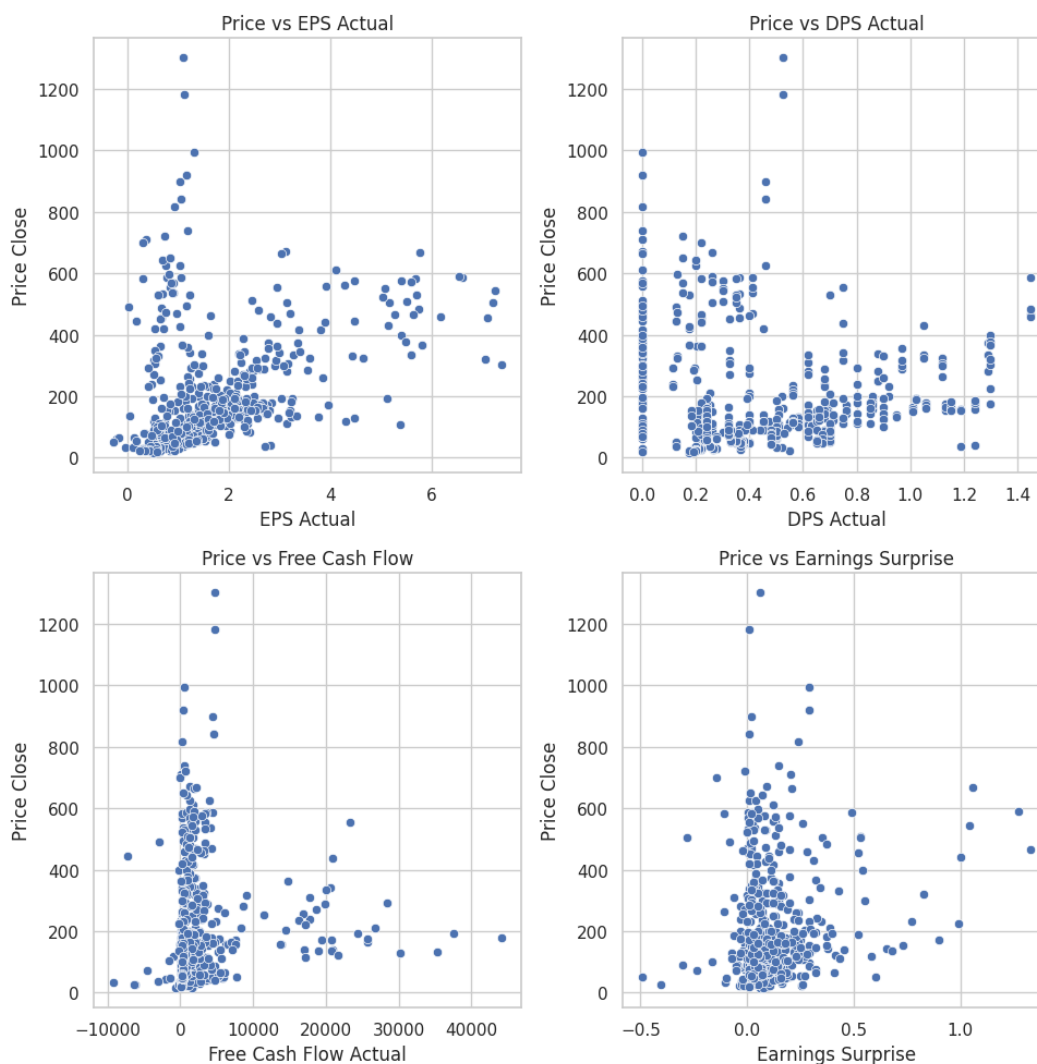 Price vs EPS Actual
Price Close
1200
1000
800
600
400
200
0
0 2 4 6
EPS Actual
Price vs DPS Actual
Price Close
1200
1000
800
600
400
200
0
0.0 0.2 0.4 0.6 0.8 1.0 1.2 1.4
DPS Actual
Price vs Free Cash Flow
Price Close
1200
1000
800
600
400
200
0
−10000 0 10000 20000 30000 40000
Free Cash Flow Actual
Price vs Earnings Surprise
Price Close
1200
1000
800
600
400
200
0
−0.5 0.0 0.5 1.0
Earnings Surprise